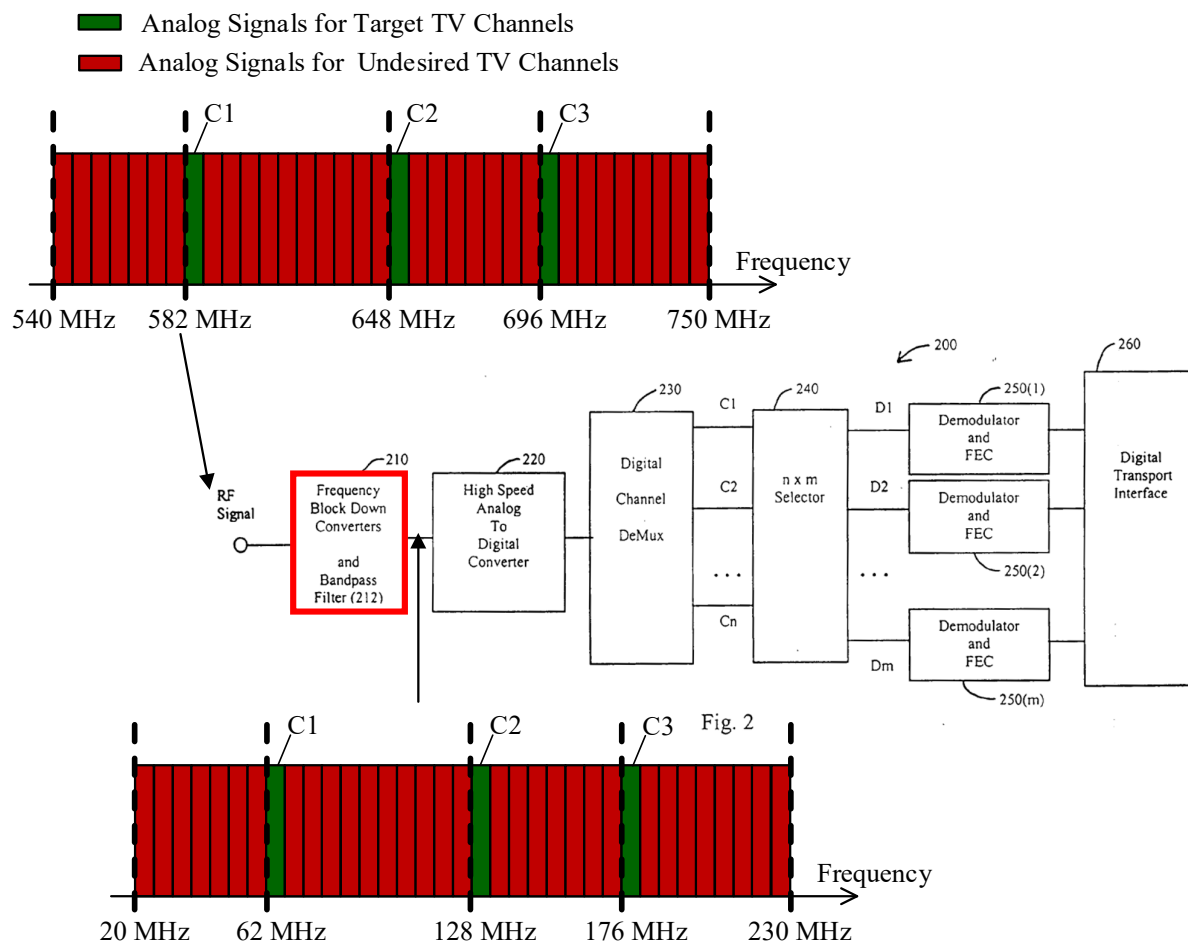 Analog Signals for Target TV Channels
Analog Signals for Undesired TV Channels
C1
C2
C3
Frequency
540 MHz
582 MHz
648 MHz
696 MHz
750 MHz
200
260
230
240
250(1)
C1
D1
Demodulator
and
FEC
210
220
RF
Signal
Frequency
Block Down
Converters
and
Bandpass
Filter (212)
High Speed
Analog
To
Digital
Converter
Digital
Channel
DeMux
C2
n x m
Selector
D2
Demodulator
and
FEC
250(2)
Digital
Transport
Interface
...
...
Cn
Dm
Demodulator
and
FEC
250(m)
Fig. 2
C1
C2
C3
Frequency
20 MHz
62 MHz
128 MHz
176 MHz
230 MHz